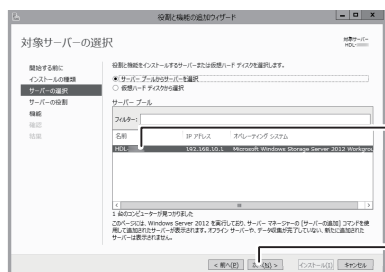 役割と機能の追加ウィザード
対象サーバーの選択
対象サーバー
HDL-
開始する前に
インストールの種類
サーバーの選択
サーバーの役割
機能
確認
結果
役割と機能をインストールするサーバーまたは仮想ハード ディスクを選択します。
サーバー プールからサーバーを選択
仮想ハード ディスクから選択
サーバー プール
フィルター:
名前 IP アドレス オペレーティング システム
HDL- 192.168.10.1 Microsoft Windows Storage Server 2012 Workgrou
1 台のコンピューターが見つかりました
このページには、Windows Server 2012 を実行しており、サーバー マネージャーの [サーバーの追加] コマンドを使
用して追加されたサーバーが表示されます。オフライン サーバーや、データ収集が完了していない、新たに追加された
サーバーは表示されません。
< 前へ(P) (N) > インストール(I) キャンセル